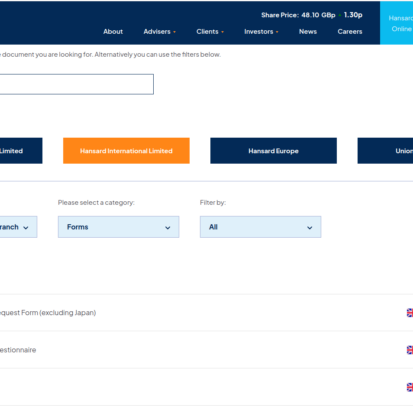 Share Price: 48.10 GBp - 1.30p
Hansard
Online
About Advisers Clients Investors News Careers
document you are looking for. Alternatively you can use the filters below.
Limited
Hansard International Limited
Hansard Europe
Union
Please select a category:
Filter by:
ranch
Forms
All
quest Form (excluding Japan)
estionnaire